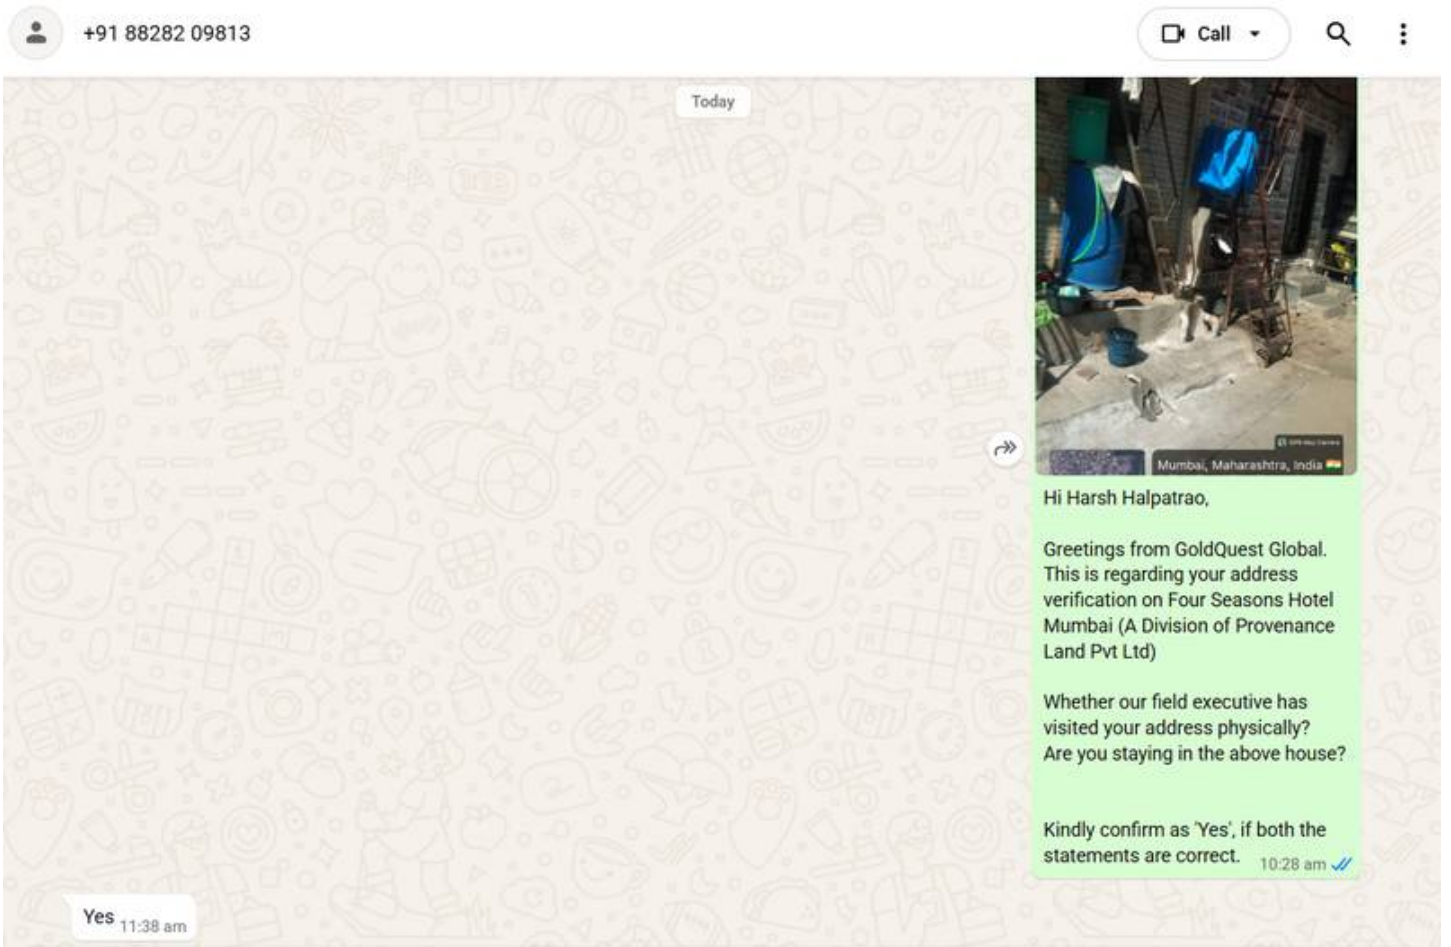 +91 88282 09813
Call
Today
GPS Map Camera
Mumbai, Maharashtra, India
Hi Harsh Halpatrao,
Greetings from GoldQuest Global.
This is regarding your address
verification on Four Seasons Hotel
Mumbai (A Division of Provenance
Land Pvt Ltd)
Whether our field executive has
visited your address physically?
Are you staying in the above house?
Kindly confirm as 'Yes', if both the
statements are correct.
10:28 am
Yes
11:38 am